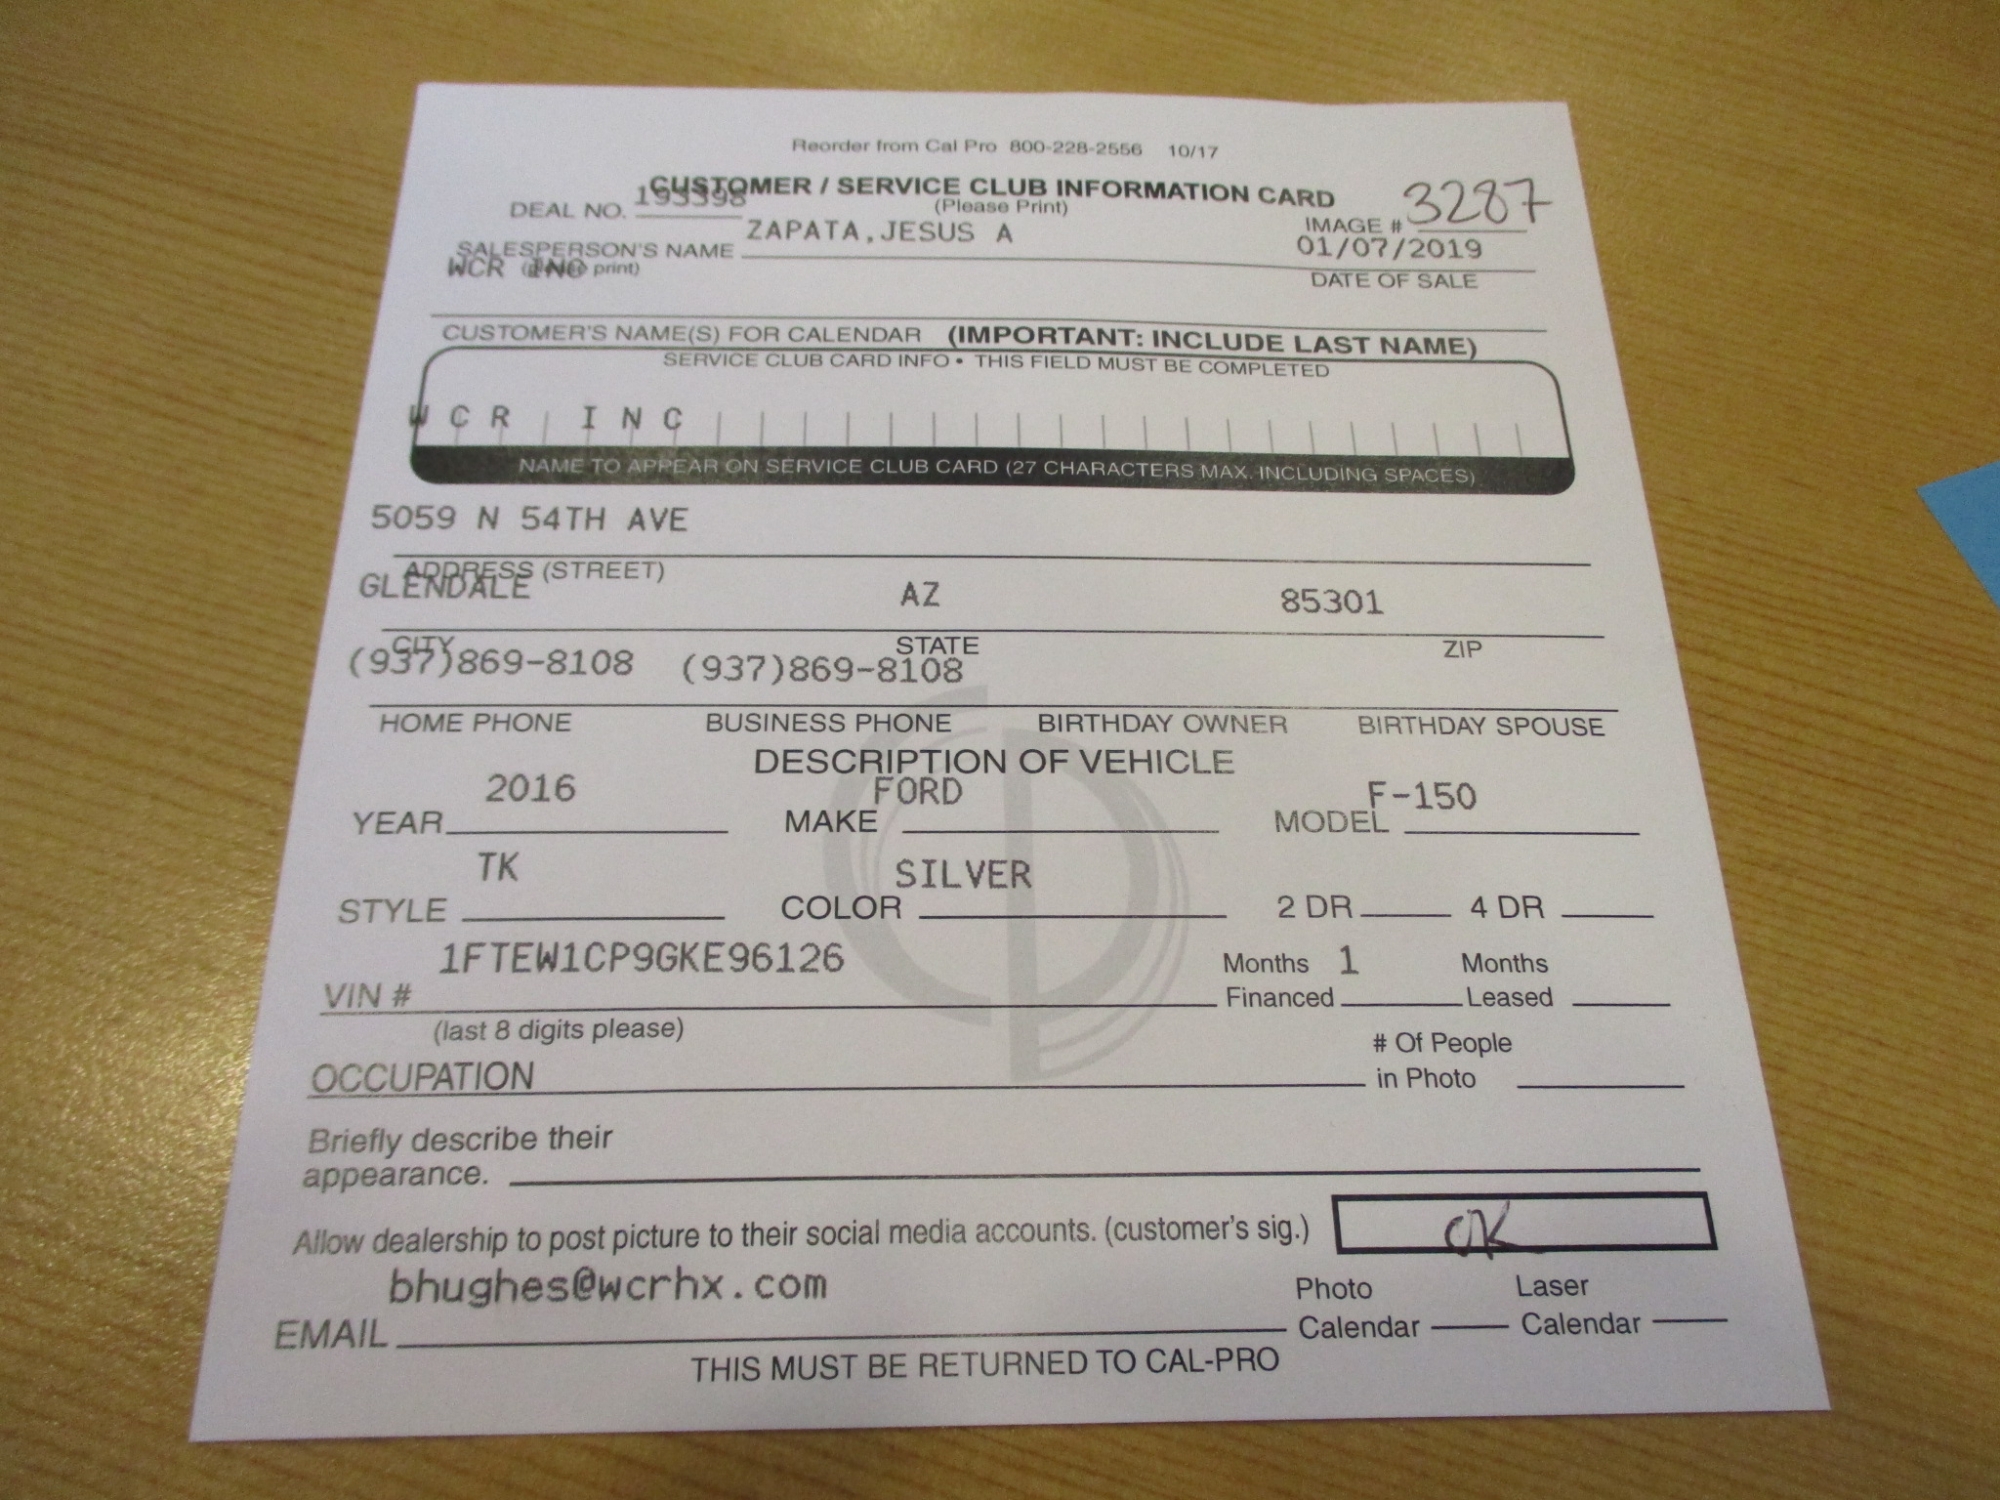 Reorder from Cal Pro 800-228-2556 10/17
CUSTOMER / SERVICE CLUB INFORMATION CARD
(Please Print)
DEAL NO. 193398
IMAGE # 3287
SALESPERSON'S NAME ZAPATA,JESUS A
(please print)
01/07/2019
DATE OF SALE
WCR INC
CUSTOMER'S NAME(S) FOR CALENDAR (IMPORTANT: INCLUDE LAST NAME)
SERVICE CLUB CARD INFO • THIS FIELD MUST BE COMPLETED
WCR INC
NAME TO APPEAR ON SERVICE CLUB CARD (27 CHARACTERS MAX. INCLUDING SPACES)
5059 N 54TH AVE
ADDRESS (STREET)
GLENDALE AZ 85301
CITY STATE ZIP
(937)869-8108 (937)869-8108
HOME PHONE BUSINESS PHONE BIRTHDAY OWNER BIRTHDAY SPOUSE
DESCRIPTION OF VEHICLE
YEAR 2016 MAKE FORD MODEL F-150
STYLE TK COLOR SILVER 2 DR 4 DR
VIN # 1FTEW1CP9GKE96126
(last 8 digits please)
Months Financed 1 Months Leased
OCCUPATION
# Of People in Photo
Briefly describe their
appearance.
Allow dealership to post picture to their social media accounts. (customer's sig.) OK
EMAIL bhughes@wcrhx.com
Photo Calendar Laser Calendar
THIS MUST BE RETURNED TO CAL-PRO